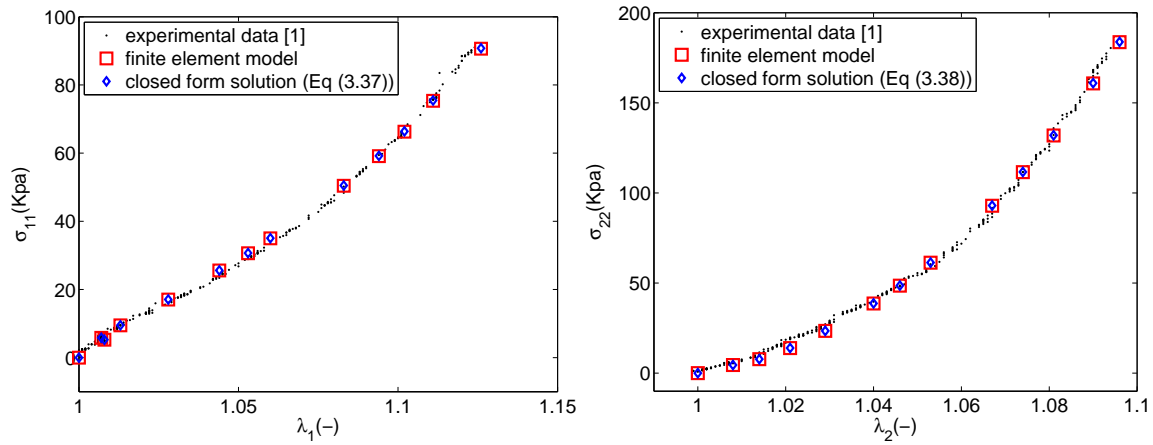 100
80
60
40
20
0
σ11(Kpa)
experimental data [1]
finite element model
closed form solution (Eq (3.37))
1
1.05
1.1
1.15
λ1(−)
200
150
100
50
0
σ22(Kpa)
experimental data [1]
finite element model
closed form solution (Eq (3.38))
1
1.02
1.04
1.06
1.08
1.1
λ2(−)